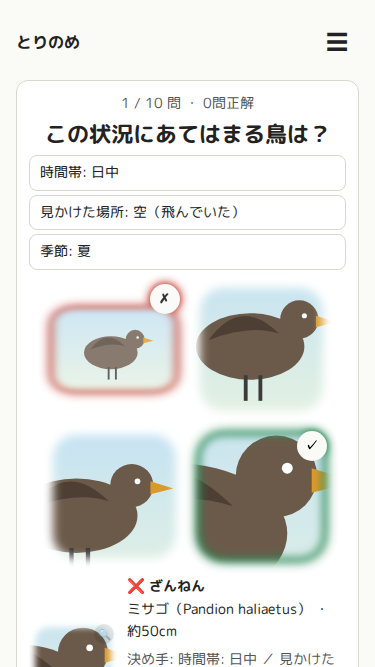 とりのめ
1 / 10 問 · 0問正解
この状況にあてはまる鳥は？
時間帯: 日中
見かけた場所: 空（飛んでいた）
季節: 夏
✗
✓
❌ ざんねん
ミサゴ（Pandion haliaetus） ·
約50cm
決め手: 時間帯: 日中 ／ 見かけた